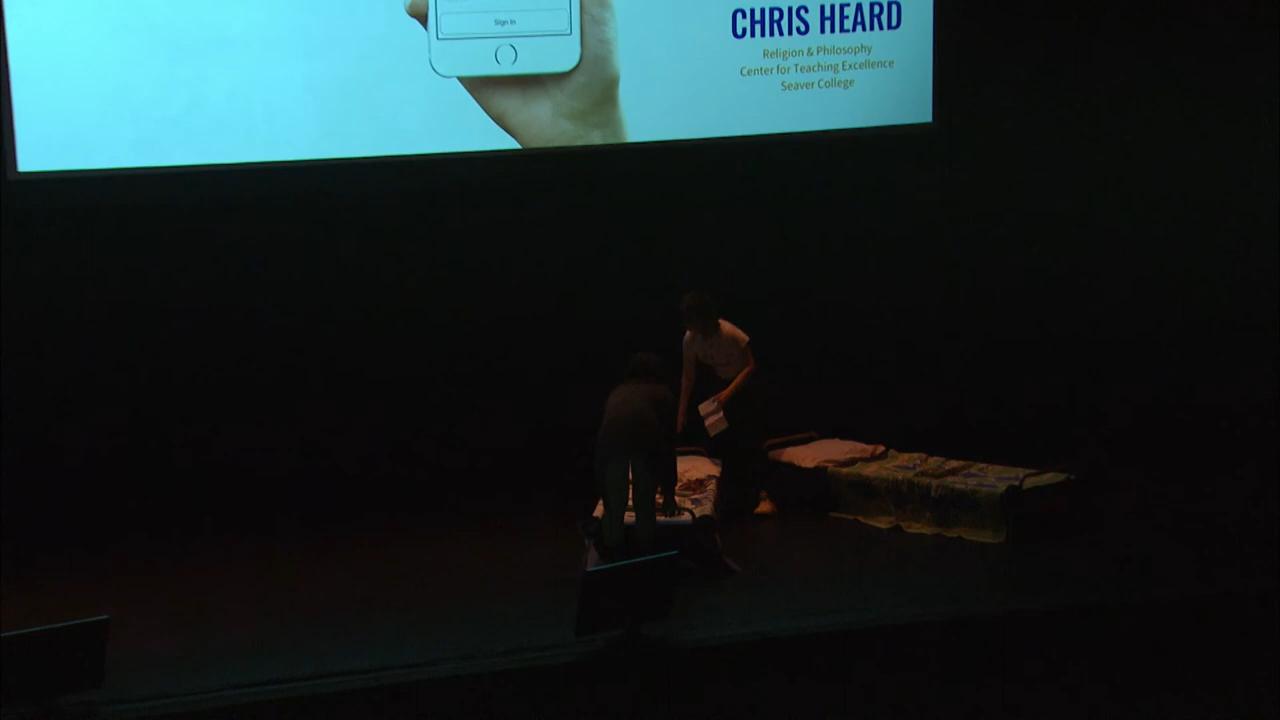 Sign In
CHRIS HEARD
Religion & Philosophy
Center for Teaching Excellence
Seaver College